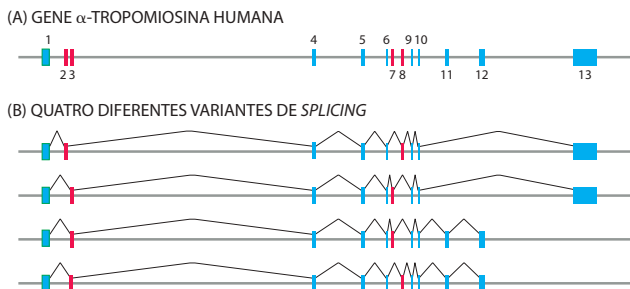 (A) GENE α-TROPOMIOSINA HUMANA
1 4 5 6 9 10
2 3 7 8 11 12 13
(B) QUATRO DIFERENTES VARIANTES DE SPLICING